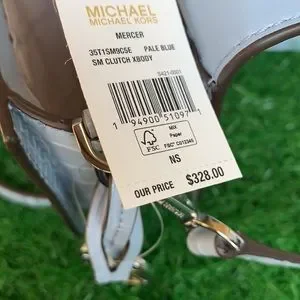 MICHAEL
MICHAEL KORS
MERCER
35T1SM9C5E PALE BLUE
SM CLUTCH XBODY
1 94900 51097 1
FSC
MIX
Paper
NS
OUR PRICE $328.00